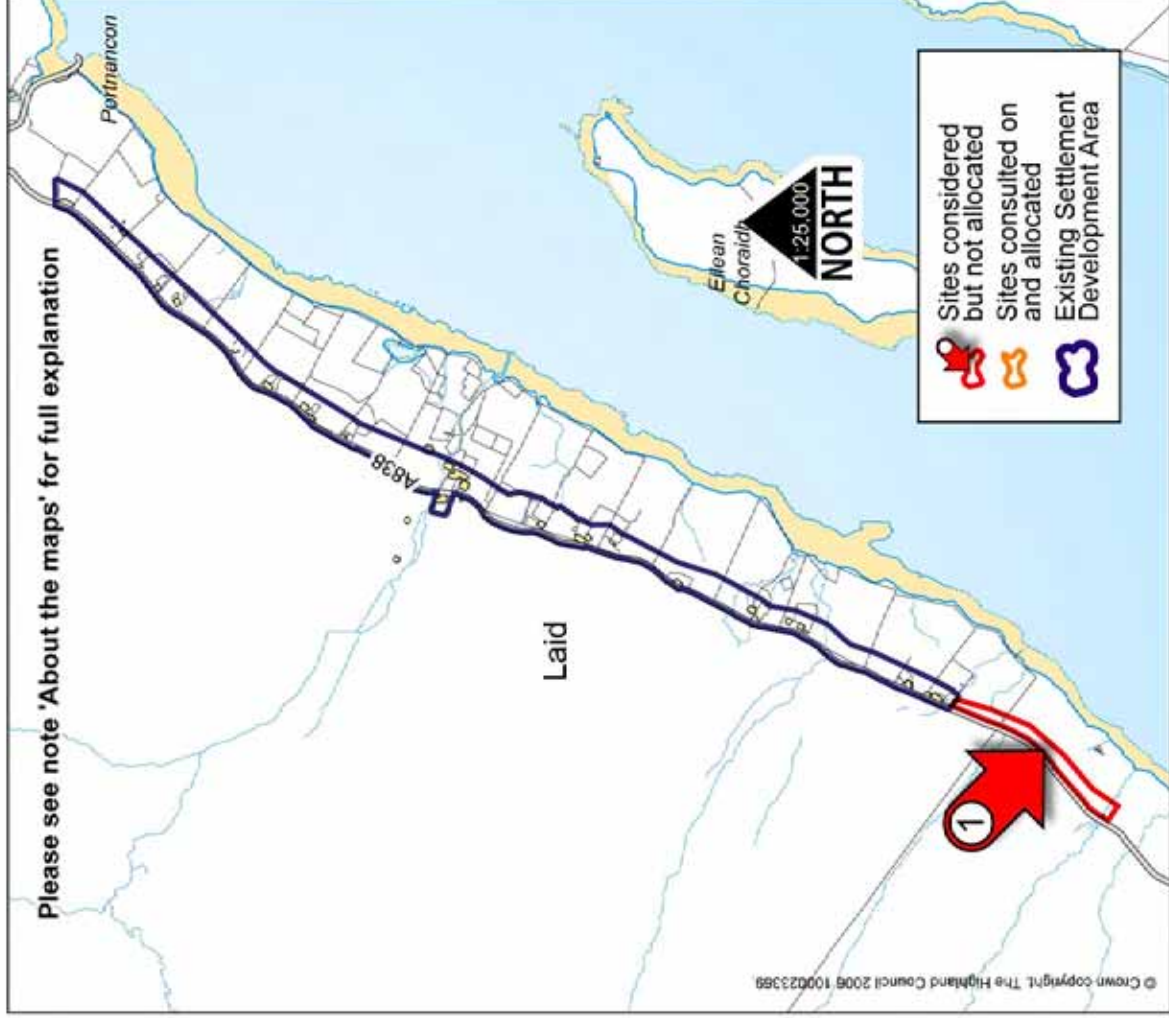 Please see note 'About the maps' for full explanation
Portnancon
A838
Laid
Eilean
Choraidh
1:25.000
NORTH
1
Sites considered
but not allocated
Sites consulted on
and allocated
Existing Settlement
Development Area
© Crown copyright. The Highland Council 2006 100023369